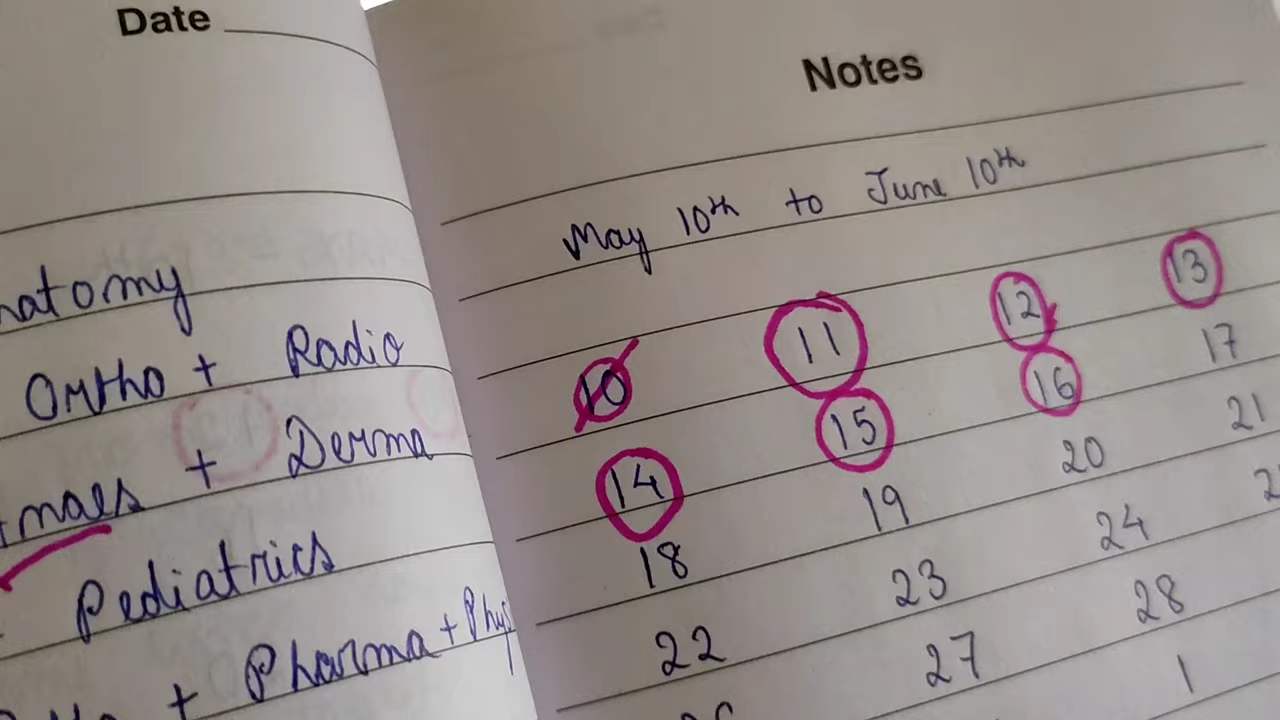 Date
natomy
Ortho + Radio
+ Derma
Pediatrics
+ Pharma + Phy
Notes
May 10th to June 10th
10 11 12 13
14 15 16 17
18 19 20 21
22 23 24
27 28
1